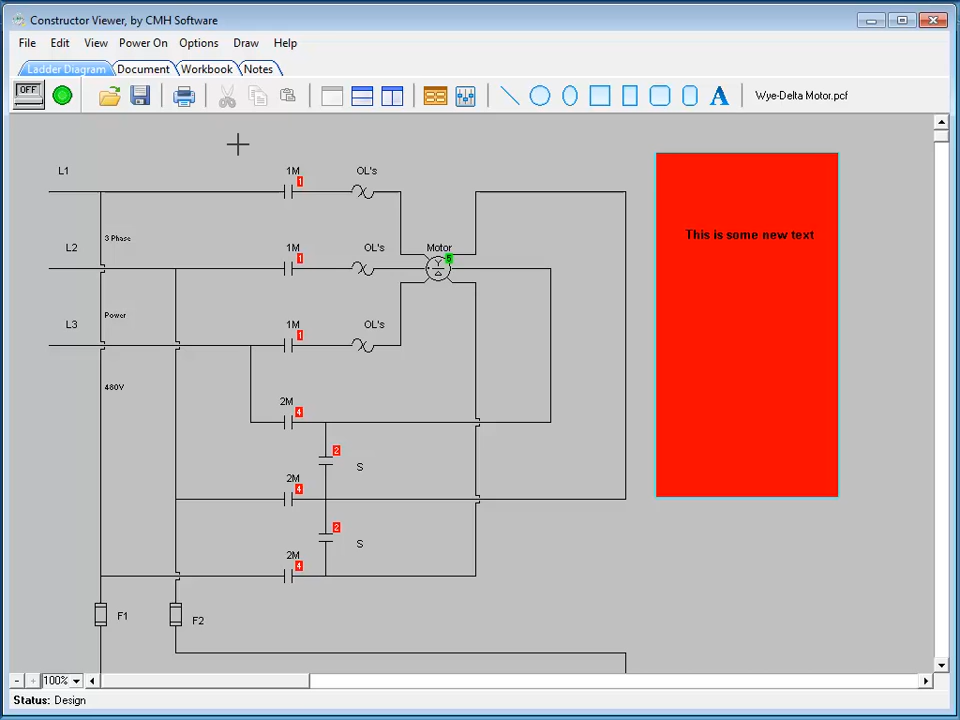 Constructor Viewer, by CMH Software
File Edit View Power On Options Draw Help
Ladder Diagram Document Workbook Notes
OFF A Wye-Delta Motor.pcf
L1 1M OL's
1
This is some new text
3 Phase
L2 1M OL's Motor
1 5
Y
Power
L3 1M OL's
1
480V
2M
4
2
S
2M
4
2
S
2M
4
F1 F2
- + 100%
Status: Design